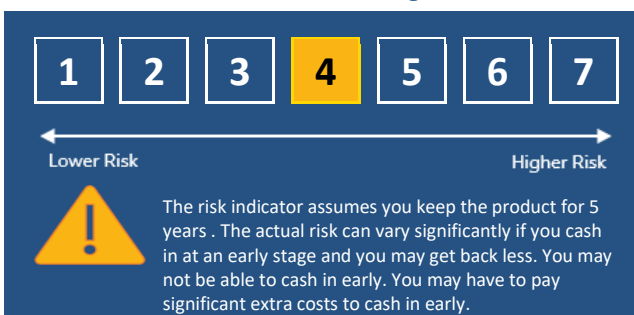 1 2 3 4 5 6 7
Lower Risk Higher Risk
The risk indicator assumes you keep the product for 5
years . The actual risk can vary significantly if you cash
in at an early stage and you may get back less. You may
not be able to cash in early. You may have to pay
significant extra costs to cash in early.